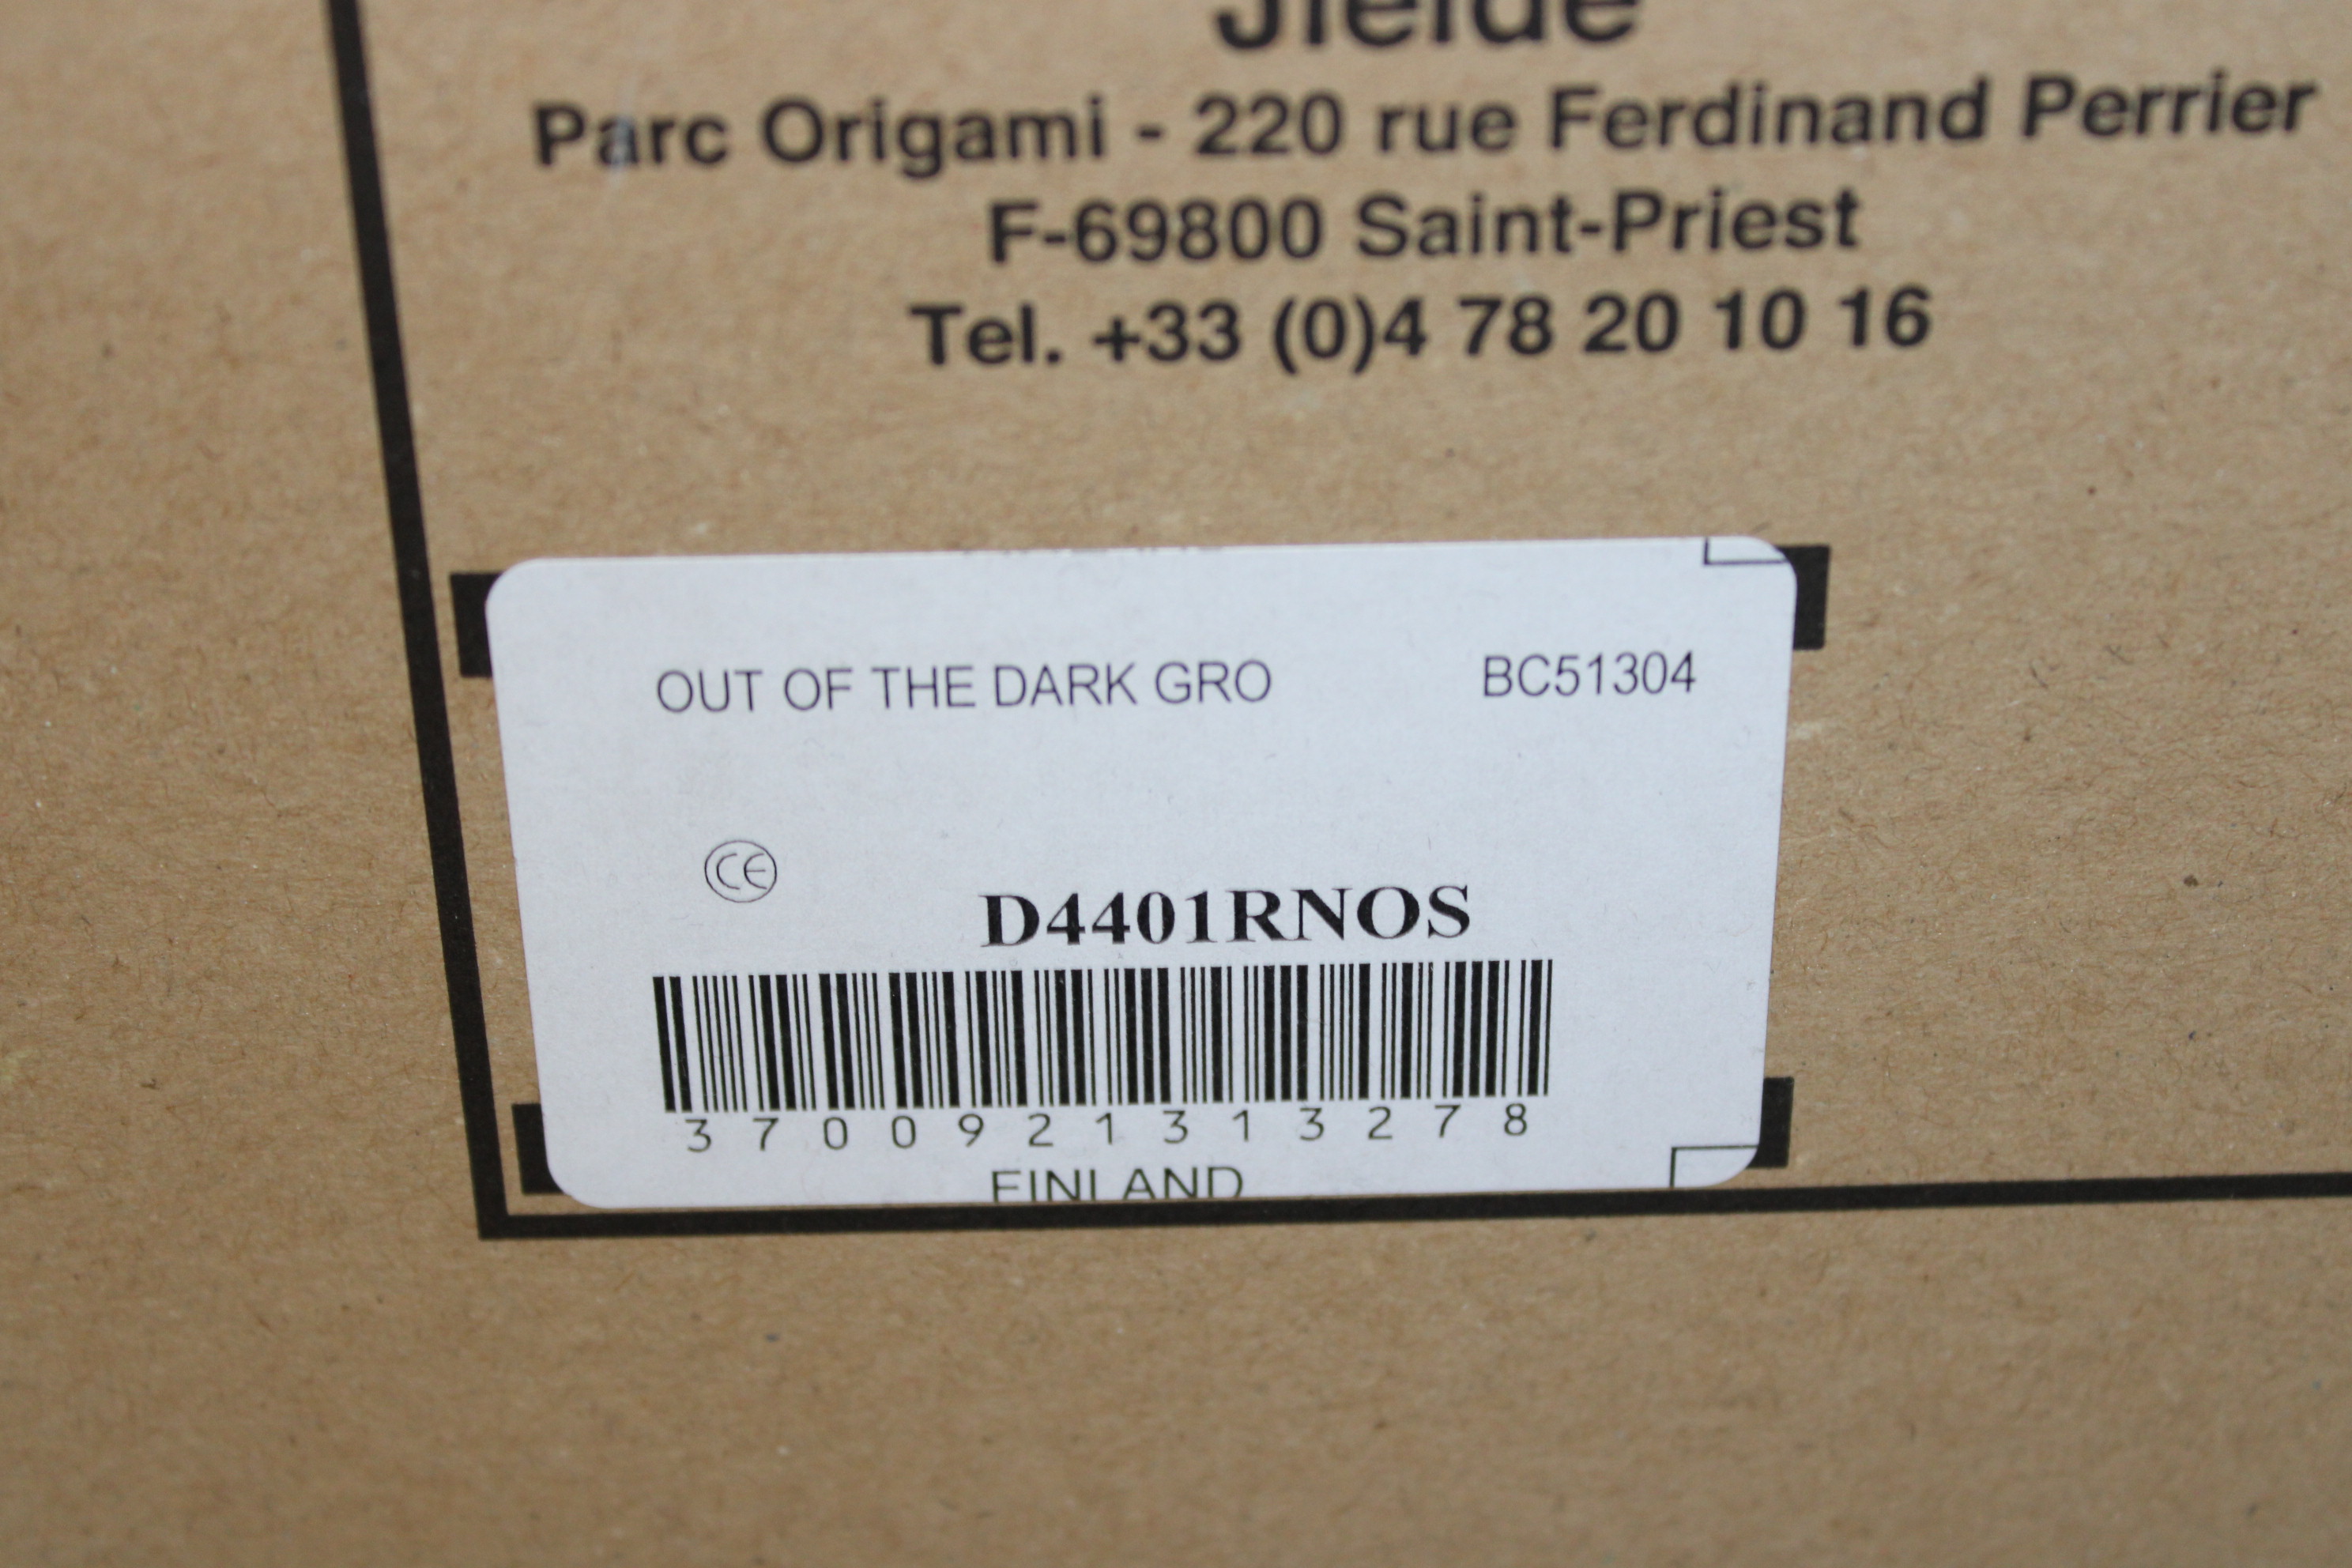 Jielde
Parc Origami - 220 rue Ferdinand Perrier
F-69800 Saint-Priest
Tel. +33 (0)4 78 20 10 16
OUT OF THE DARK GRO BC51304
CE
D4401RNOS
3700921313278
FINLAND